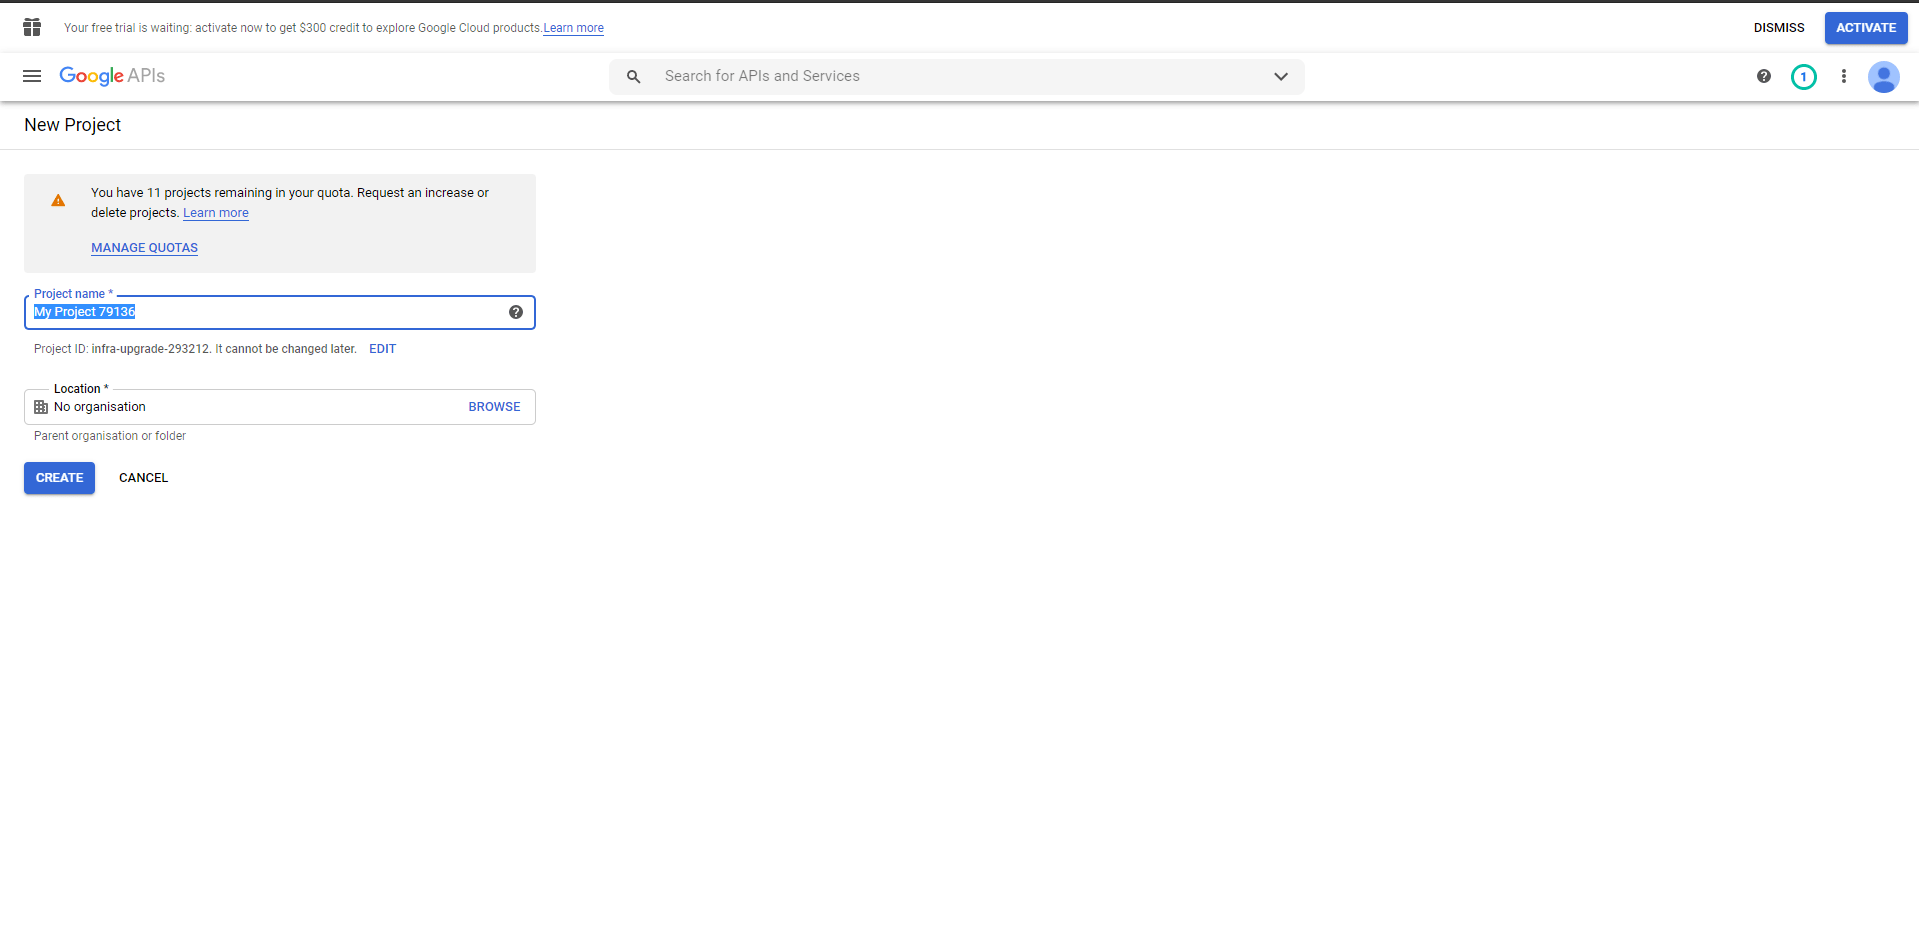 Your free trial is waiting: activate now to get $300 credit to explore Google Cloud products. Learn more
DISMISS
ACTIVATE
Google APIs
Search for APIs and Services
1
New Project
You have 11 projects remaining in your quota. Request an increase or
delete projects. Learn more
MANAGE QUOTAS
Project name *
My Project 79136
Project ID: infra-upgrade-293212. It cannot be changed later. EDIT
Location *
No organisation
BROWSE
Parent organisation or folder
CREATE
CANCEL